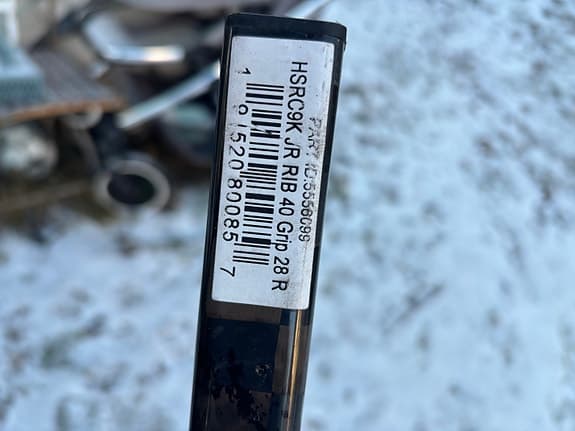 PART ID:5556099
HSRC9K JR RIB 40 Grip 28 R
1 91520 80085 7